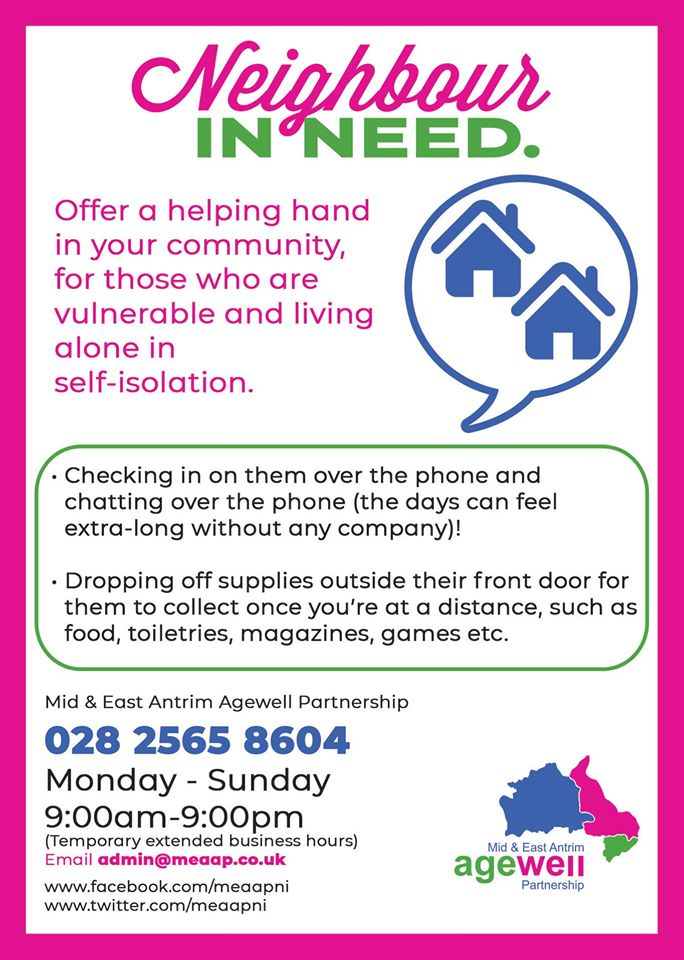 Neighbour
IN NEED.
Offer a helping hand
in your community,
for those who are
vulnerable and living
alone in
self-isolation.
• Checking in on them over the phone and
chatting over the phone (the days can feel
extra-long without any company)!
• Dropping off supplies outside their front door for
them to collect once you're at a distance, such as
food, toiletries, magazines, games etc.
Mid & East Antrim Agewell Partnership
028 2565 8604
Monday - Sunday
9:00am-9:00pm
(Temporary extended business hours)
Email admin@meaap.co.uk
www.facebook.com/meaapni
www.twitter.com/meaapni
Mid & East Antrim
agewell
Partnership